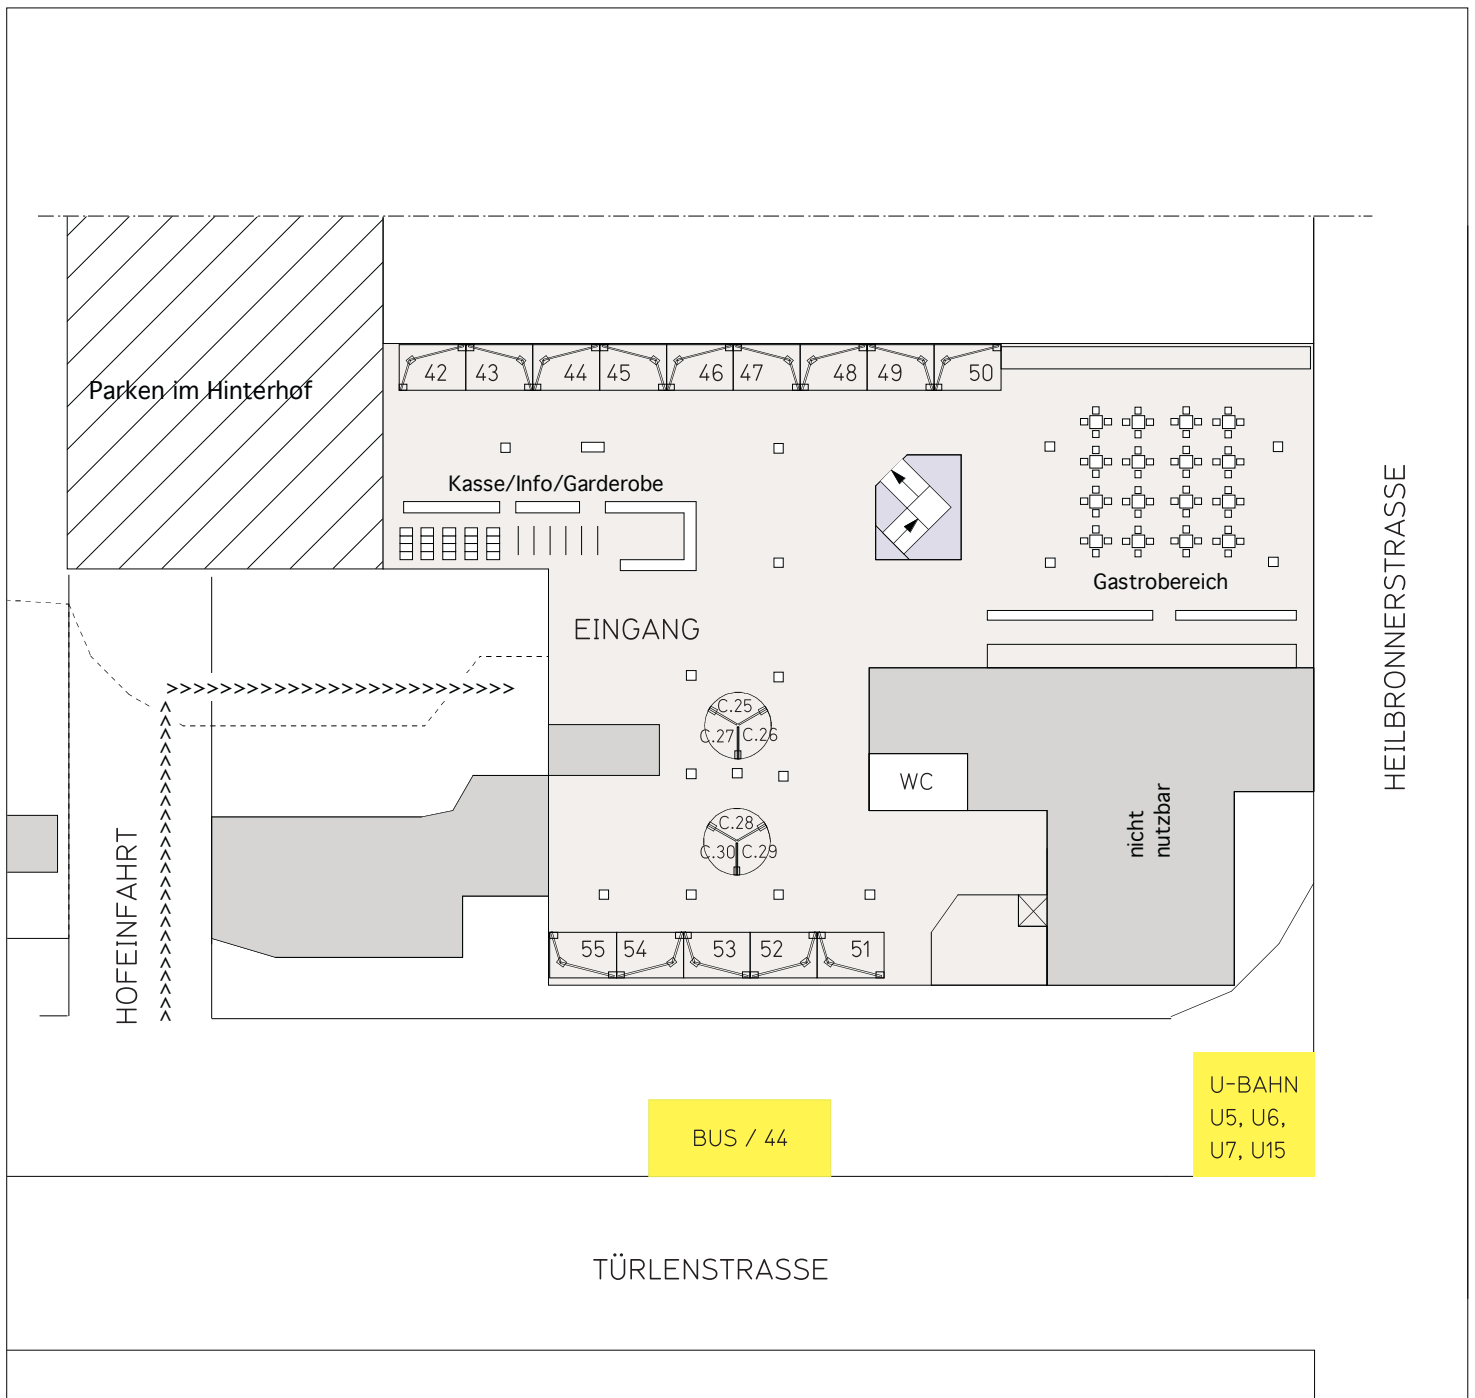 42 43 44 45 46 47 48 49 50
Parken im Hinterhof
Kasse/Info/Garderobe
Gastrobereich
EINGANG
HEILBRONNERSTRASSE
C.25
C.27 C.26
WC
nicht
nutzbar
C.28
C.30 C.29
HOFEINFAHRT
>>>>>>>>>>>>>>>>>>>>>>>>>>
55 54 53 52 51
U-BAHN
U5, U6,
U7, U15
BUS / 44
TÜRLENSTRASSE